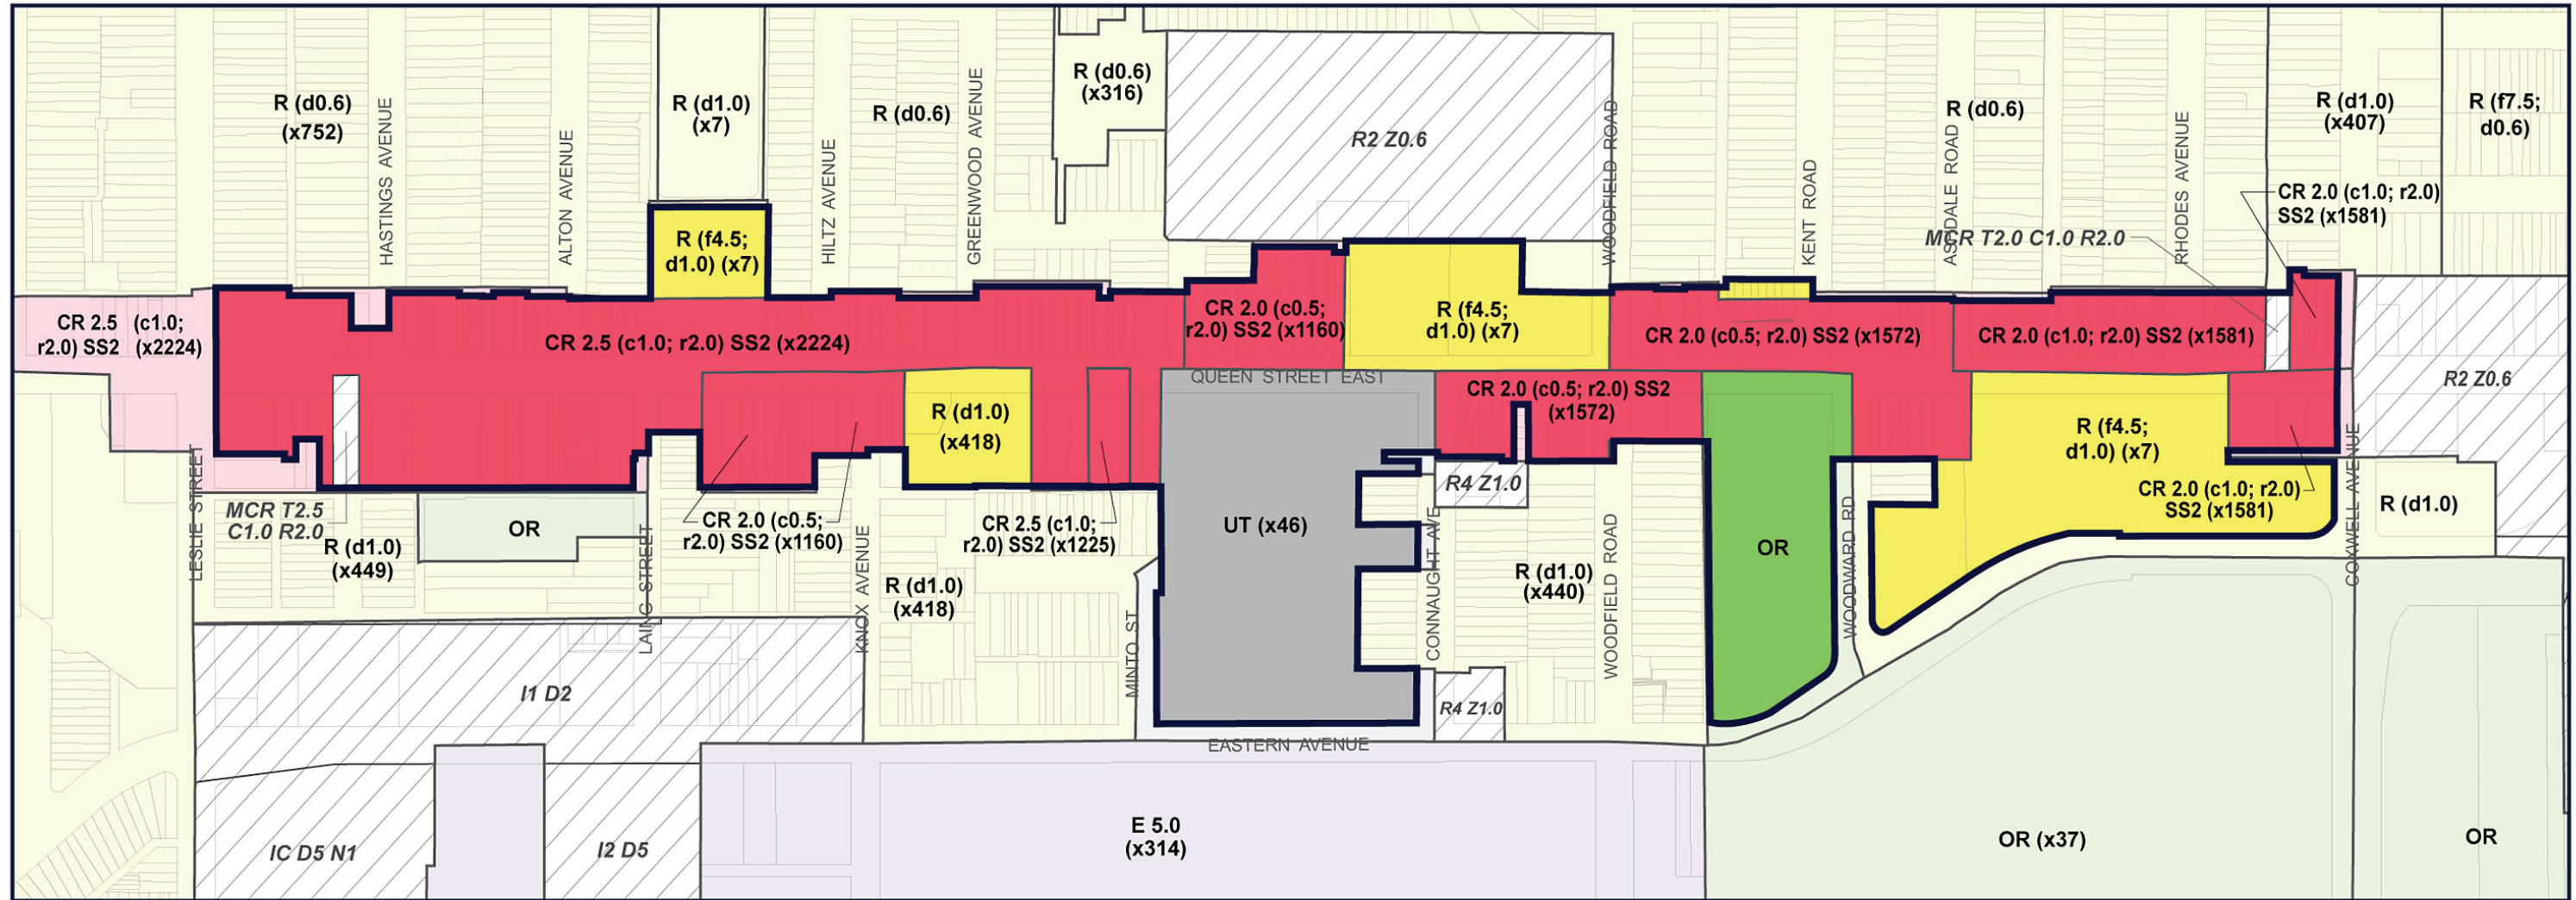 R (d0.6)
(x752)
HASTINGS AVENUE
ALTON AVENUE
R (d1.0)
(x7)
R (f4.5;
d1.0) (x7)
HILTZ AVENUE
R (d0.6)
GREENWOOD AVENUE
R (d0.6)
(x316)
R2 Z0.6
WOODFIELD ROAD
KENT ROAD
R (d0.6)
ASHDALE ROAD
MCR T2.0 C1.0 R2.0
RHODES AVENUE
R (d1.0)
(x407)
R (f7.5;
d0.6)
CR 2.0 (c1.0; r2.0)
SS2 (x1581)
CR 2.5 (c1.0;
r2.0) SS2 (x2224)
CR 2.5 (c1.0; r2.0) SS2 (x2224)
CR 2.0 (c0.5;
r2.0) SS2 (x1160)
R (f4.5;
d1.0) (x7)
CR 2.0 (c0.5; r2.0) SS2 (x1572)
CR 2.0 (c1.0; r2.0) SS2 (x1581)
QUEEN STREET EAST
R2 Z0.6
R (d1.0)
(x418)
CR 2.0 (c0.5; r2.0) SS2
(x1572)
R (f4.5;
d1.0) (x7)
LESLIE STREET
MCR T2.5
C1.0 R2.0
R (d1.0)
(x449)
OR
LAING STREET
CR 2.0 (c0.5;
r2.0) SS2 (x1160)
KNOX AVENUE
CR 2.5 (c1.0;
r2.0) SS2 (x1225)
R (d1.0)
(x418)
MINTO ST
UT (x46)
CONNAUGHT AVE
R4 Z1.0
R (d1.0)
(x440)
WOODFIELD ROAD
OR
WOODWARD RD
CR 2.0 (c1.0; r2.0)
SS2 (x1581)
COXWELL AVENUE
R (d1.0)
I1 D2
R4 Z1.0
EASTERN AVENUE
IC D5 N1
I2 D5
E 5.0
(x314)
OR (x37)
OR